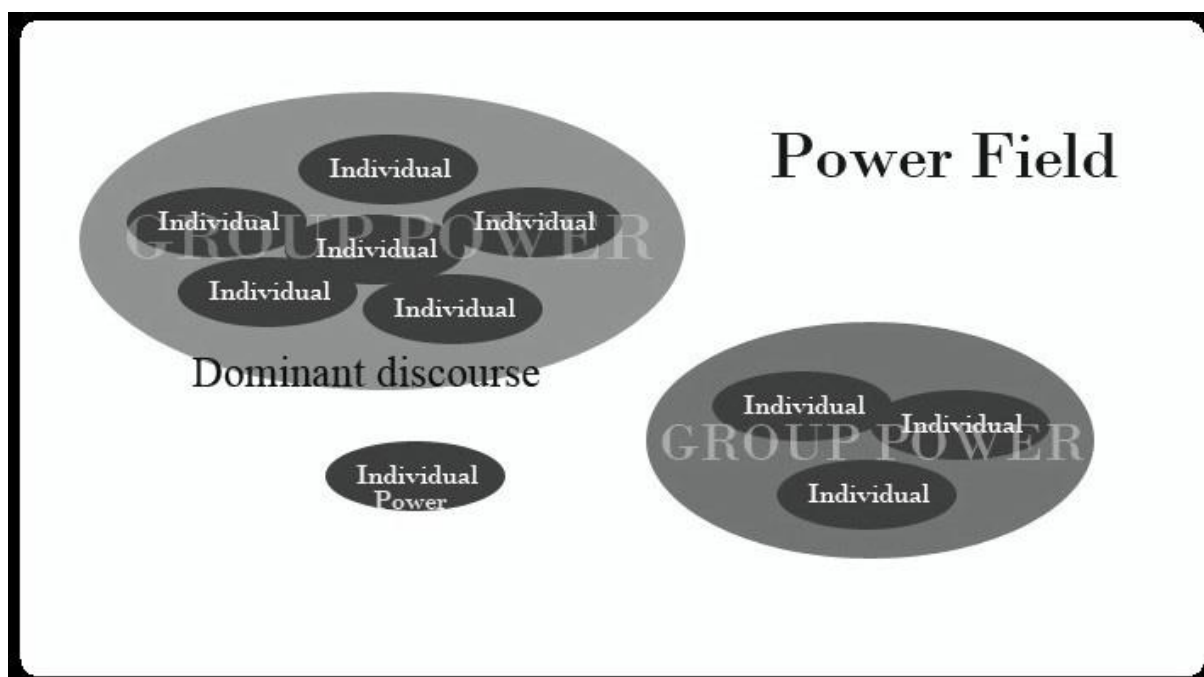 Power Field
Individual
Individual
Individual
GROUP POWER
Individual
Individual
Individual
Dominant discourse
Individual
Individual
GROUP POWER
Individual
Individual
Power